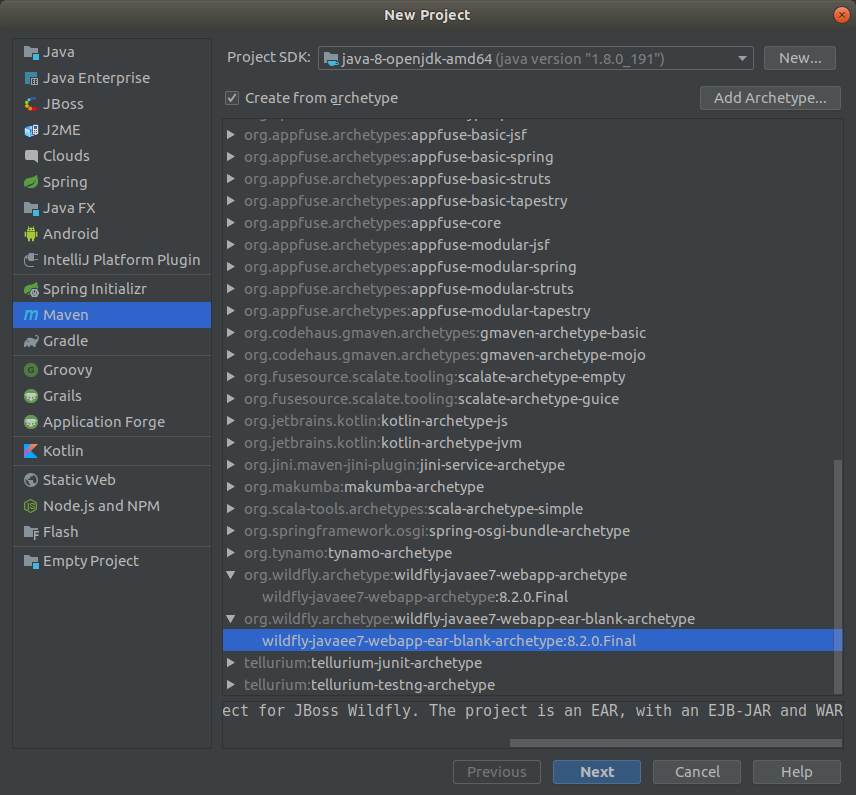 New Project
Java
Java Enterprise
JBoss
J2ME
Clouds
Spring
Java FX
Android
IntelliJ Platform Plugin
Spring Initializr
Maven
Gradle
Groovy
Grails
Application Forge
Kotlin
Static Web
Node.js and NPM
Flash
Empty Project
Project SDK: java-8-openjdk-amd64 (java version "1.8.0_191") New...
Create from archetype Add Archetype...
org.appfuse.archetypes:appfuse-basic-jsf
org.appfuse.archetypes:appfuse-basic-spring
org.appfuse.archetypes:appfuse-basic-struts
org.appfuse.archetypes:appfuse-basic-tapestry
org.appfuse.archetypes:appfuse-core
org.appfuse.archetypes:appfuse-modular-jsf
org.appfuse.archetypes:appfuse-modular-spring
org.appfuse.archetypes:appfuse-modular-struts
org.appfuse.archetypes:appfuse-modular-tapestry
org.codehaus.gmaven.archetypes:gmaven-archetype-basic
org.codehaus.gmaven.archetypes:gmaven-archetype-mojo
org.fusesource.scalate.tooling:scalate-archetype-empty
org.fusesource.scalate.tooling:scalate-archetype-guice
org.jetbrains.kotlin:kotlin-archetype-js
org.jetbrains.kotlin:kotlin-archetype-jvm
org.jini.maven-jini-plugin:jini-service-archetype
org.makumba:makumba-archetype
org.scala-tools.archetypes:scala-archetype-simple
org.springframework.osgi:spring-osgi-bundle-archetype
org.tynamo:tynamo-archetype
org.wildfly.archetype:wildfly-javaee7-webapp-archetype
wildfly-javaee7-webapp-archetype:8.2.0.Final
org.wildfly.archetype:wildfly-javaee7-webapp-ear-blank-archetype
wildfly-javaee7-webapp-ear-blank-archetype:8.2.0.Final
tellurium:tellurium-junit-archetype
tellurium:tellurium-testng-archetype
ect for JBoss Wildfly. The project is an EAR, with an EJB-JAR and WAR
Previous Next Cancel Help